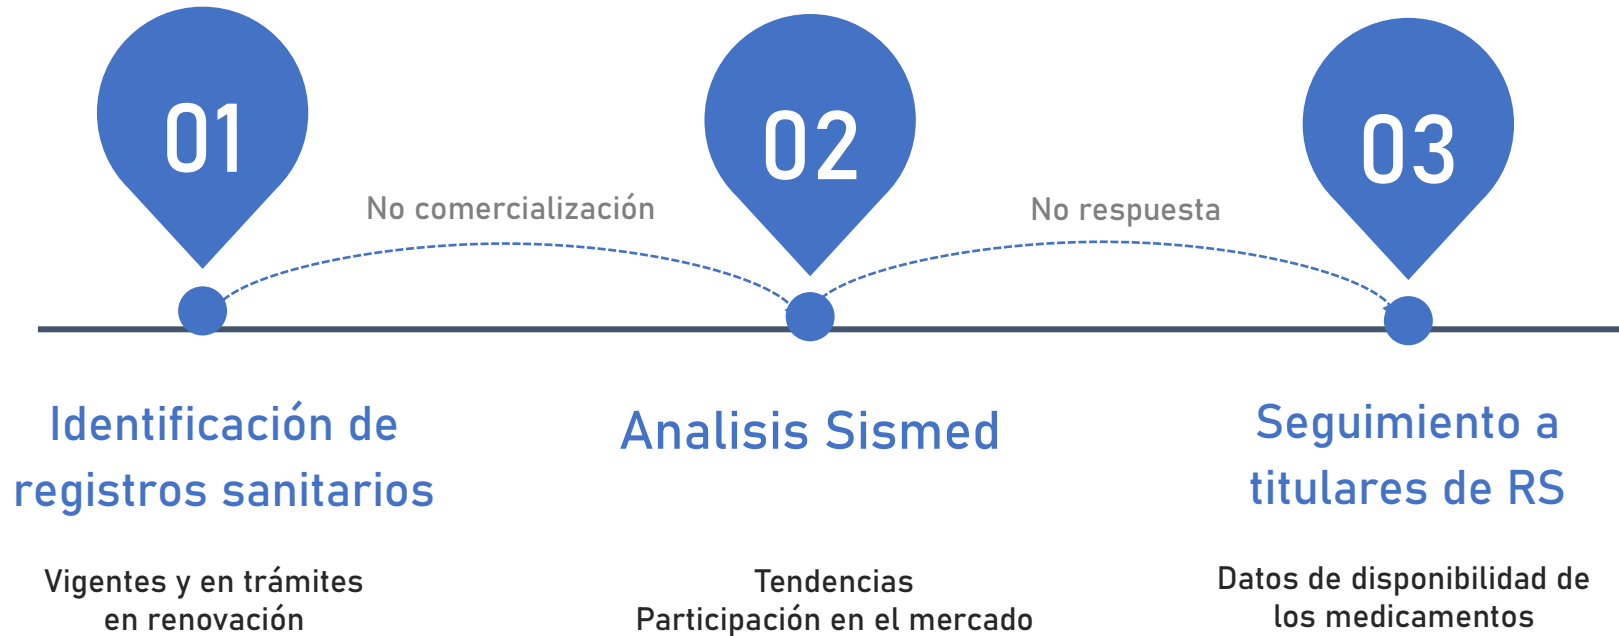 01
02
03
No comercialización
No respuesta
Identificación de
registros sanitarios
Vigentes y en trámites
en renovación
Analisis Sismed
Tendencias
Participación en el mercado
Seguimiento a
titulares de RS
Datos de disponibilidad de
los medicamentos